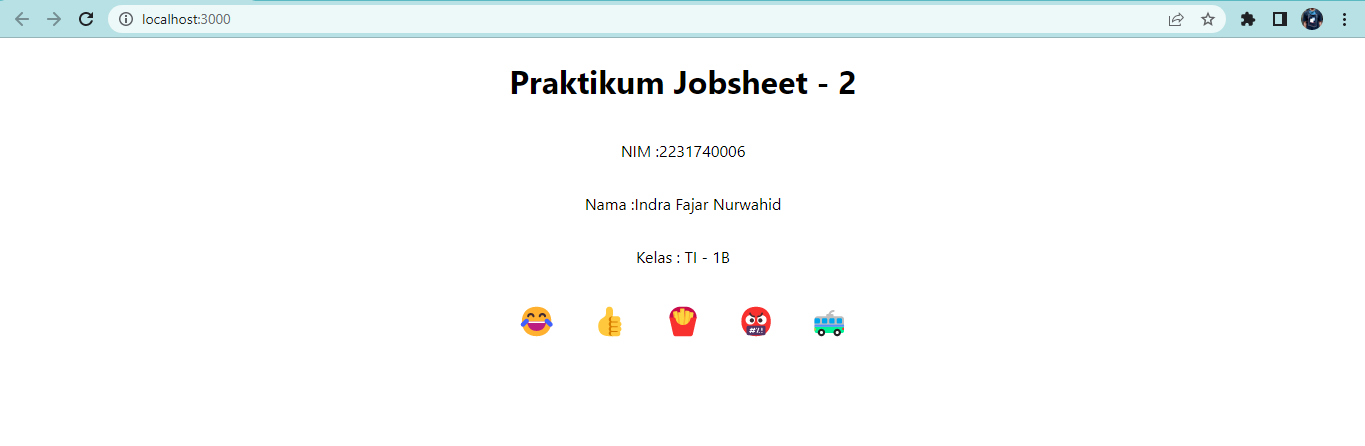 localhost:3000
Praktikum Jobsheet - 2
NIM :2231740006
Nama :Indra Fajar Nurwahid
Kelas : TI - 1B
😂 👍 🍟 🤬 🚎